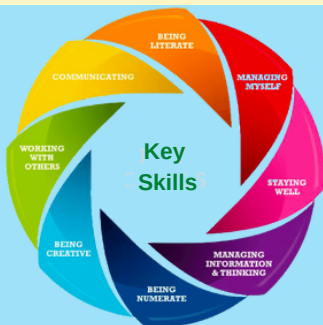 BEING
LITERATE
MANAGING
MYSELF
STAYING
WELL
MANAGING
INFORMATION
& THINKING
BEING
NUMERATE
BEING
CREATIVE
WORKING
WITH
OTHERS
COMMUNICATING
Key
Skills